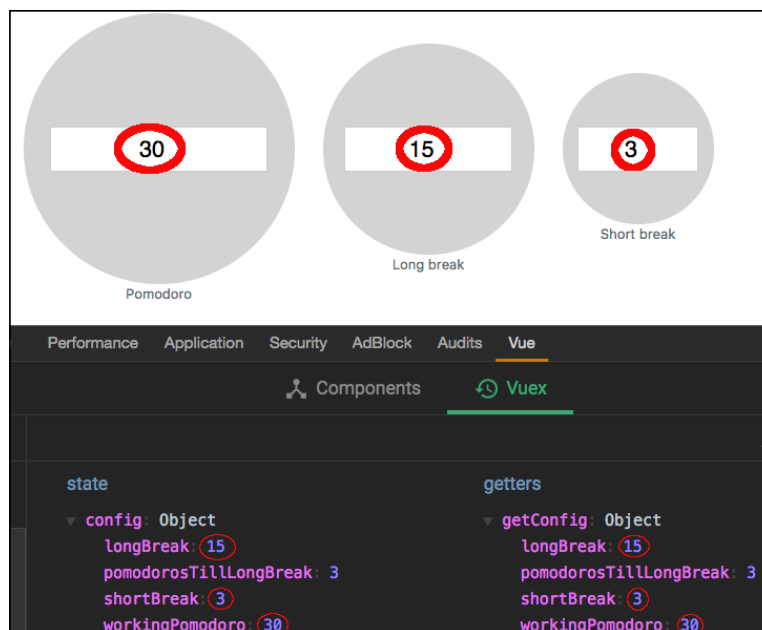 30 15 3
Short break
Long break
Pomodoro
Performance Application Security AdBlock Audits Vue
Components Vuex
state getters
config: Object getConfig: Object
longBreak: 15 longBreak: 15
pomodorosTillLongBreak: 3 pomodorosTillLongBreak: 3
shortBreak: 3 shortBreak: 3
workingPomodoro: 30 workingPomodoro: 30